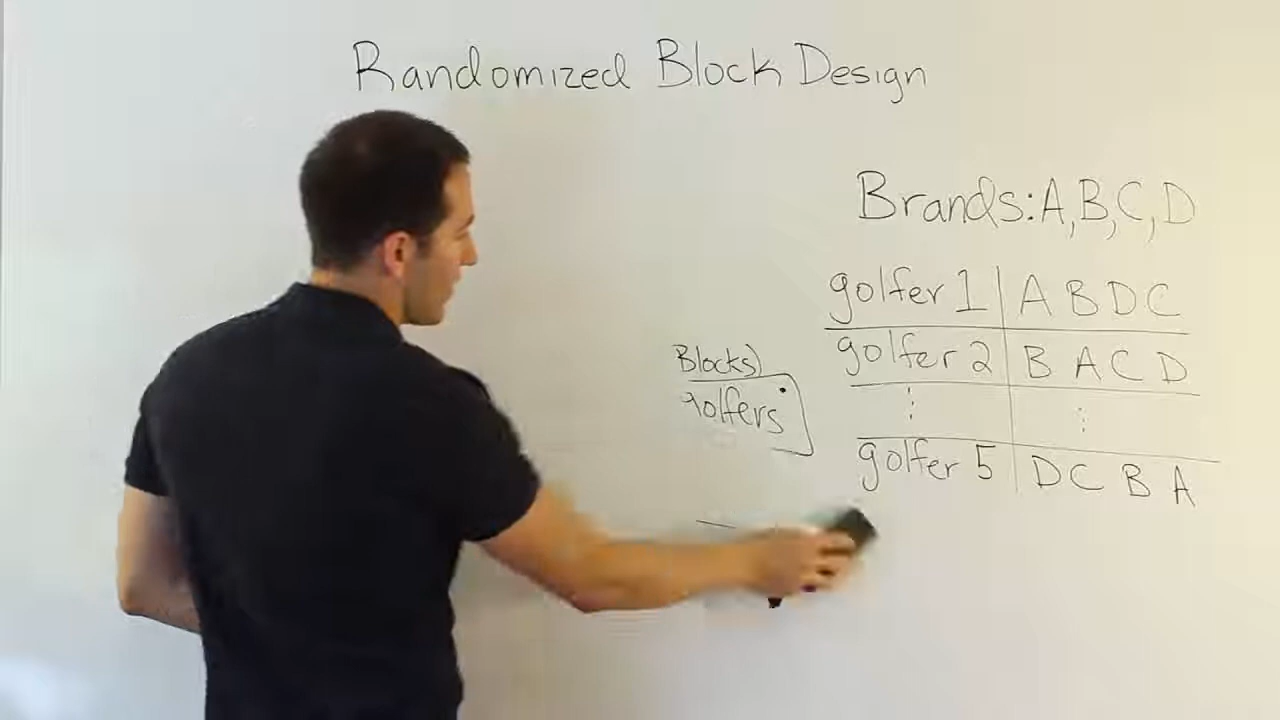 Randomized Block Design
Brands: A, B, C, D
golfer 1 | A B D C
golfer 2 | B A C D
⋮ | ⋮
golfer 5 | D C B A
Blocks)
golfers